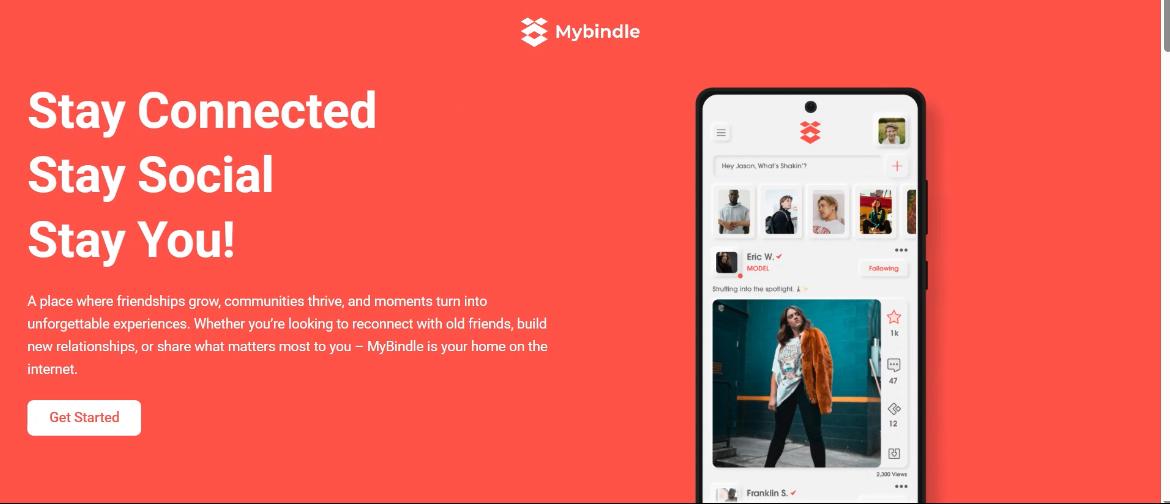 Mybindle
Stay Connected
Stay Social
Stay You!
A place where friendships grow, communities thrive, and moments turn into
unforgettable experiences. Whether you’re looking to reconnect with old friends, build
new relationships, or share what matters most to you – MyBindle is your home on the
internet.
Get Started
Hey Jason, What's Shakin'?
Eric W.
MODEL
Following
Strutting into the spotlight.
1k
47
12
2,300 Views
Franklin S.